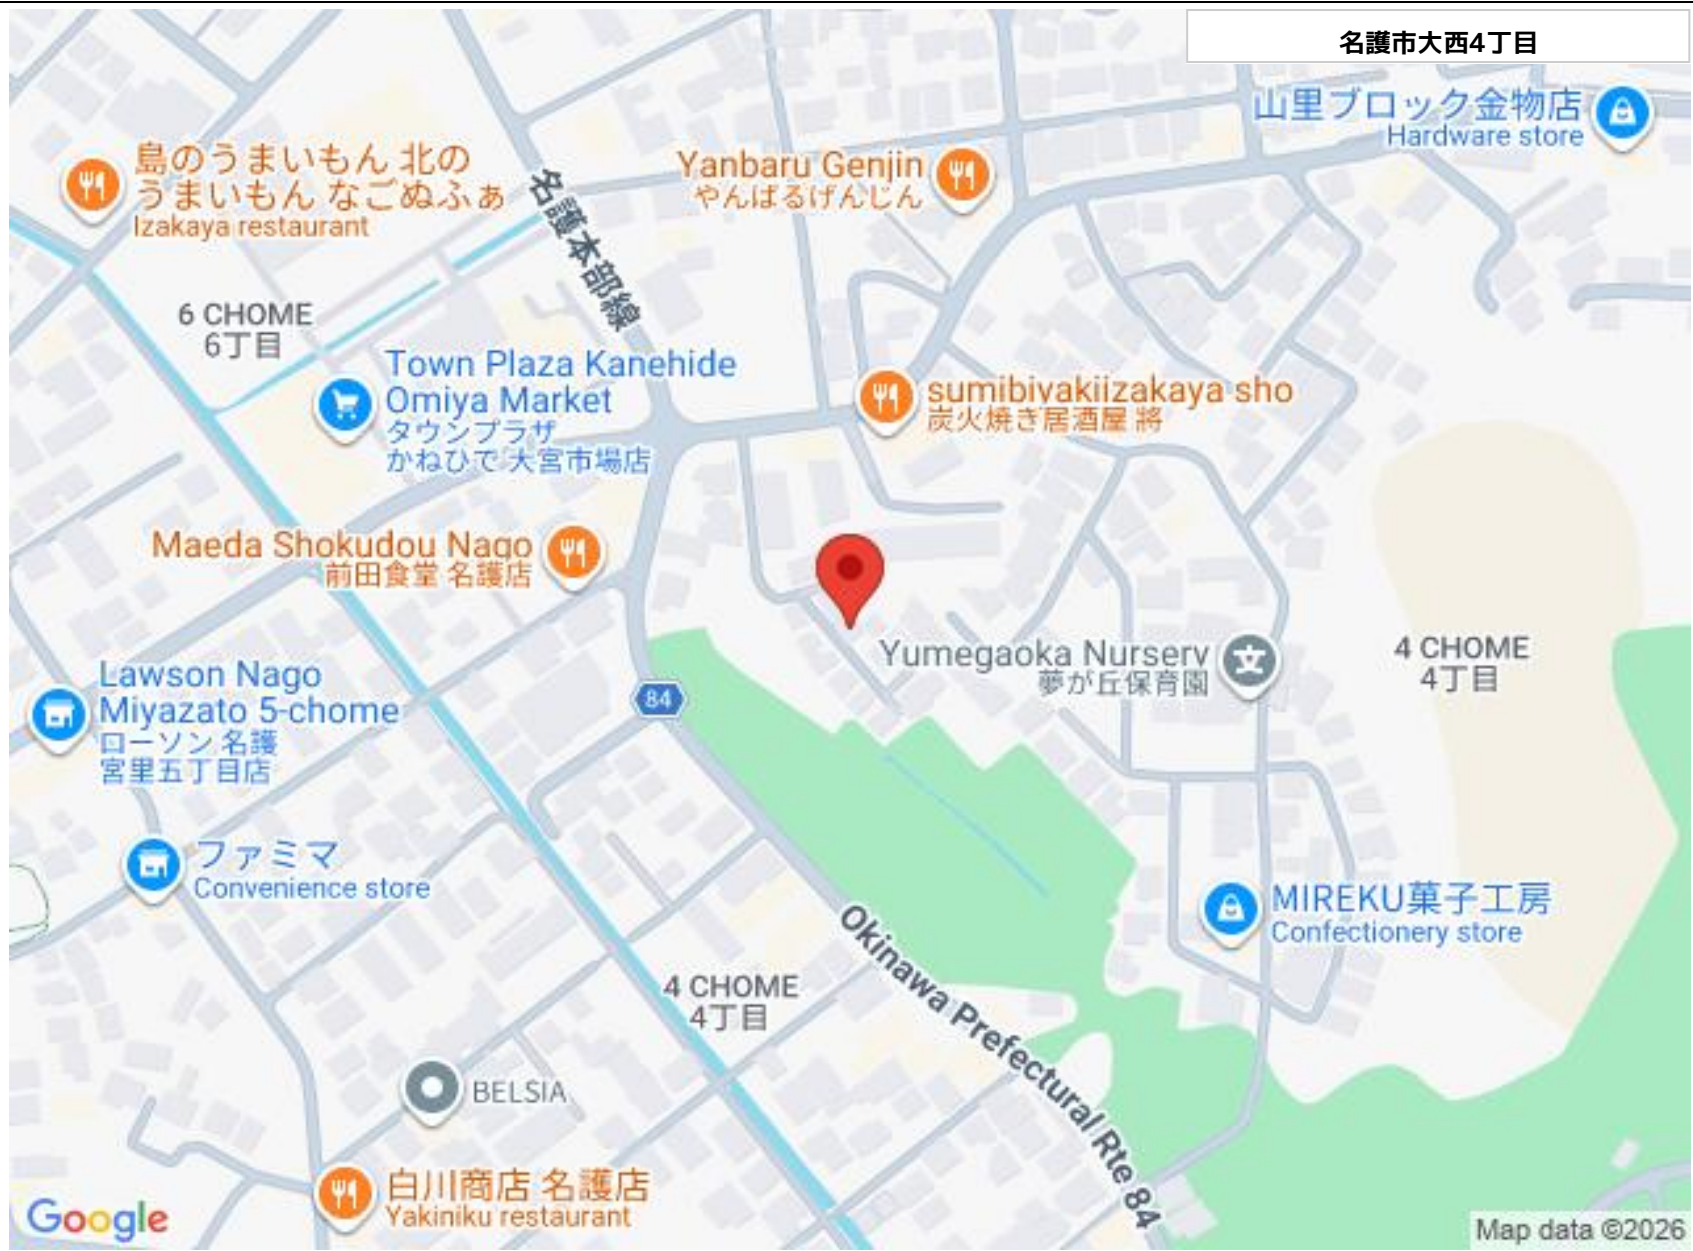 名護市大西4丁目
山里ブロック金物店
Hardware store
島のうまいもん 北の
うまいもん なごぬふぁ
Izakaya restaurant
Yanbaru Genjin
やんばるげんじん
名護本部線
6 CHOME
6丁目
Town Plaza Kanehide
Omiya Market
タウンプラザ
かねひで 大宮市場店
sumibiyakiizakaya sho
炭火焼き居酒屋 將
Maeda Shokudou Nago
前田食堂 名護店
Yumegaoka Nursery
夢が丘保育園
4 CHOME
4丁目
84
Lawson Nago
Miyazato 5-chome
ローソン 名護
宮里五丁目店
ファミマ
Convenience store
MIREKU菓子工房
Confectionery store
Okinawa Prefectural Rte 84
4 CHOME
4丁目
BELSIA
白川商店 名護店
Yakiniku restaurant
Google
Map data ©2026